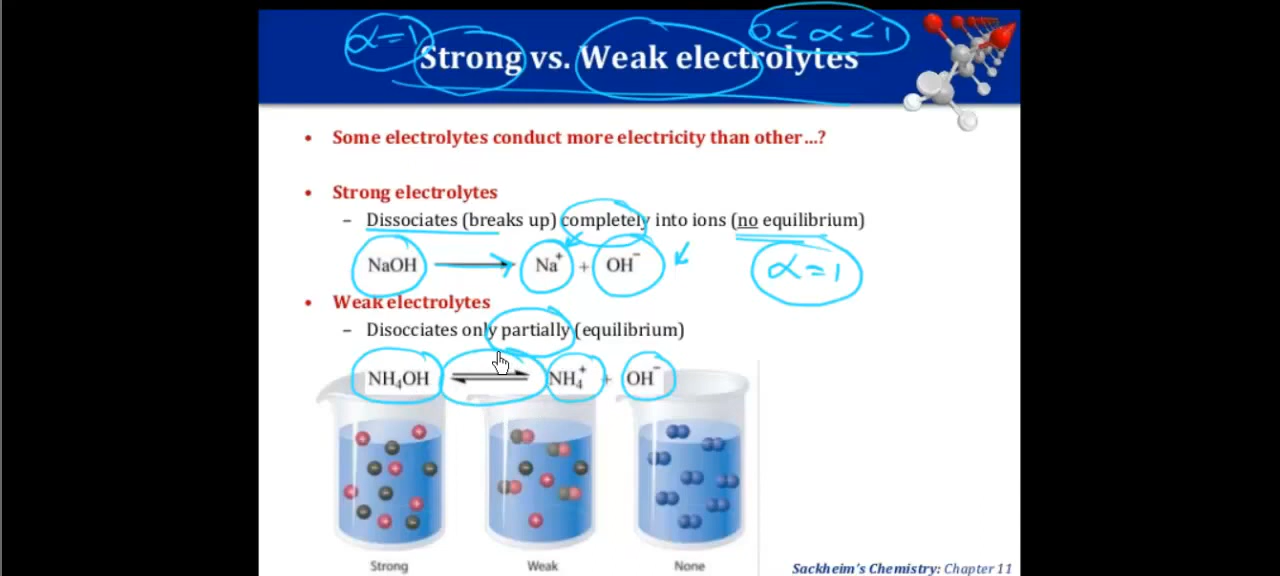 α=1
0<α<1
Strong vs. Weak electrolytes
• Some electrolytes conduct more electricity than other...?
• Strong electrolytes
– Dissociates (breaks up) completely into ions (no equilibrium)
NaOH → Na⁺ + OH⁻
α=1
• Weak electrolytes
– Disocciates only partially (equilibrium)
NH₄OH ⇌ NH₄⁺ + OH⁻
Strong Weak None
Sackheim's Chemistry: Chapter 11